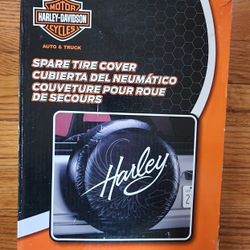 MOTOR
HARLEY-DAVIDSON
CYCLES
AUTO & TRUCK
SPARE TIRE COVER
CUBIERTA DEL NEUMÁTICO
COUVETURE POUR ROUE
DE SECOURS
Harley